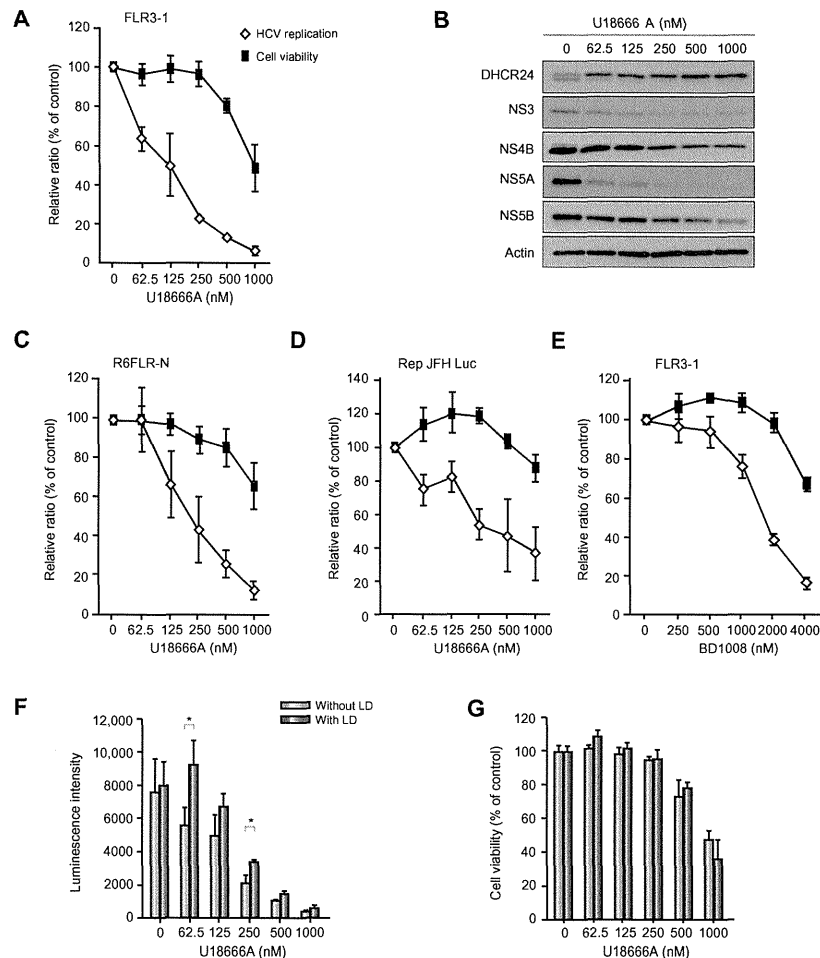 A
FLR3-1
HCV replication
Cell viability
Relative ratio (% of control)
120
100
80
60
40
20
0
0 62.5 125 250 500 1000
U18666A (nM)
B
U18666 A (nM)
0 62.5 125 250 500 1000
DHCR24
NS3
NS4B
NS5A
NS5B
Actin
C
R6FLR-N
Relative ratio (% of control)
120
100
80
60
40
20
0
0 62.5 125 250 500 1000
U18666A (nM)
D
Rep JFH Luc
Relative ratio (% of control)
140
120
100
80
60
40
20
0
0 62.5 125 250 500 1000
U18666A (nM)
E
FLR3-1
Relative ratio (% of control)
120
100
80
60
40
20
0
0 250 500 1000 2000 4000
BD1008 (nM)
F
Without LD
With LD
Luminescence intensity
12,000
10,000
8000
6000
4000
2000
0
* *
0 62.5 125 250 500 1000
U18666A (nM)
G
Cell viability (% of control)
120
100
80
60
40
20
0
0 62.5 125 250 500 1000
U18666A (nM)